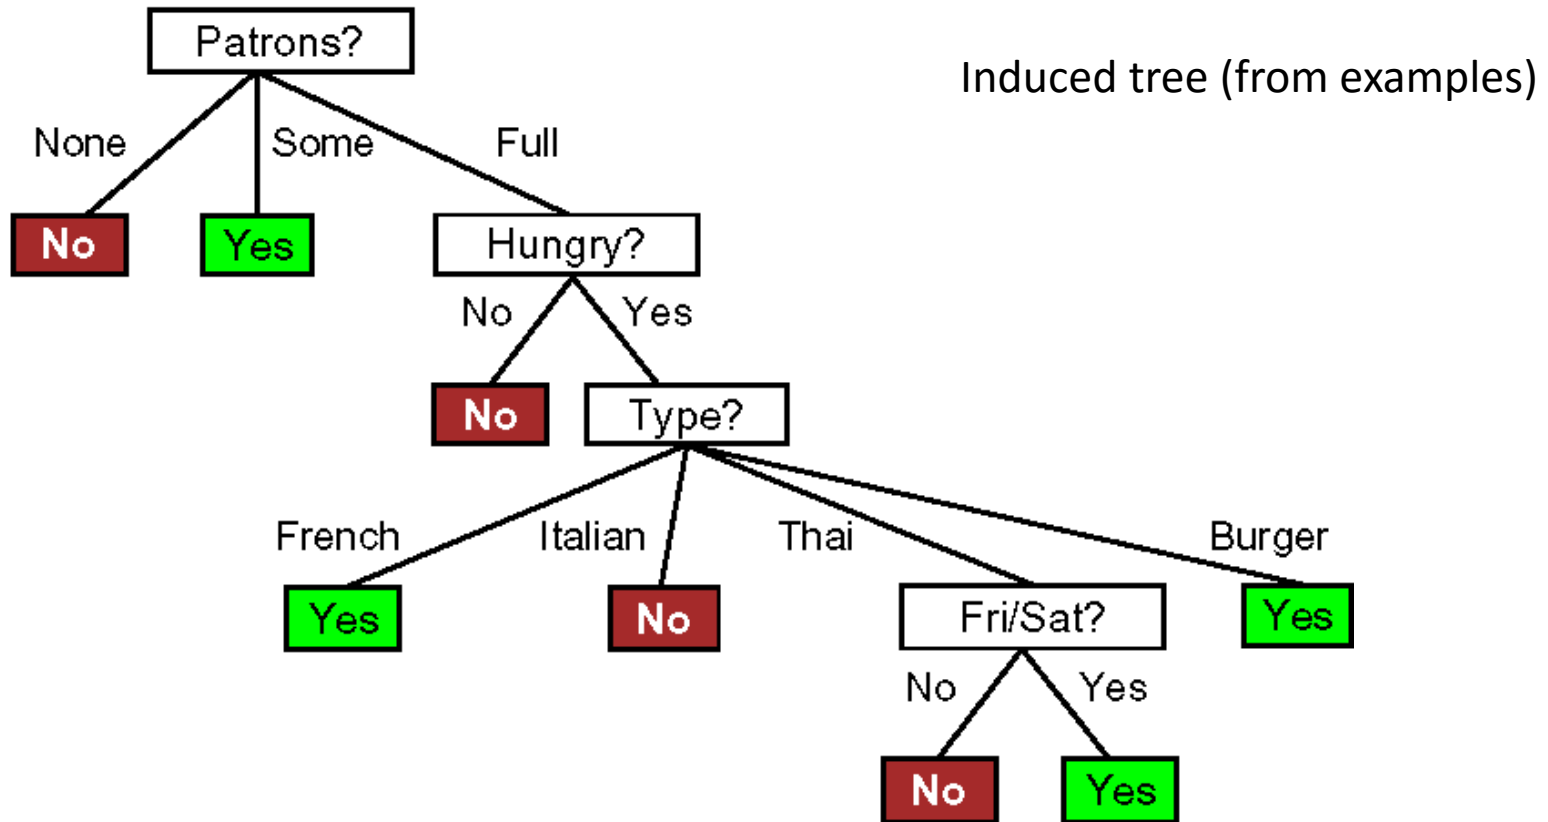 Patrons?
Induced tree (from examples)
None
Some
Full
No
Yes
Hungry?
No
Yes
No
Type?
French
Italian
Thai
Burger
Yes
No
Fri/Sat?
Yes
No
Yes
No
Yes